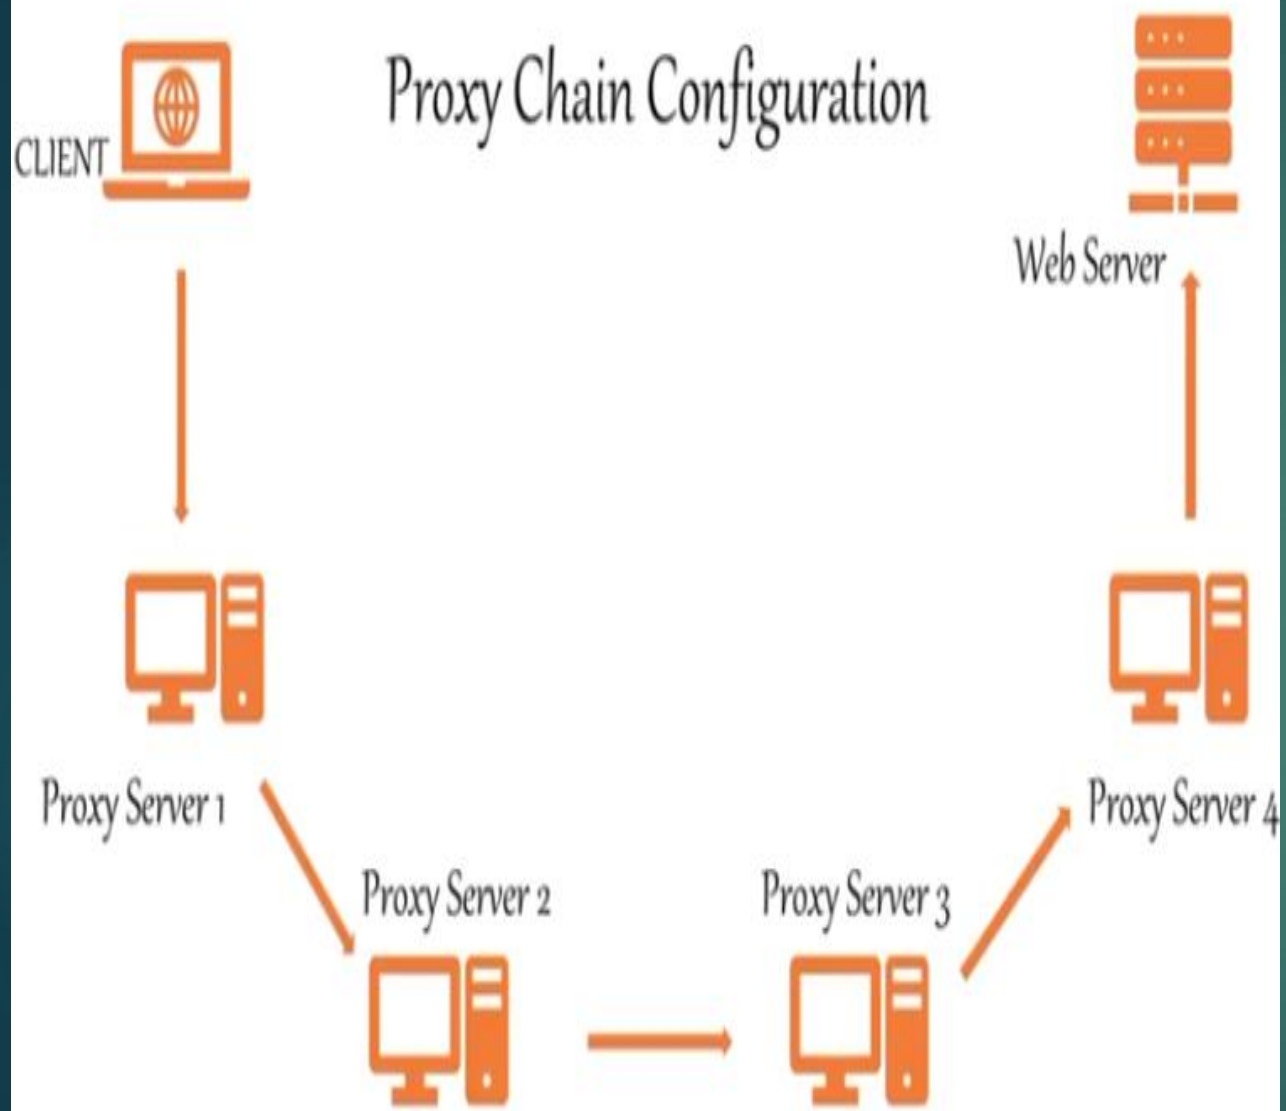 Proxy Chain Configuration
CLIENT
Web Server
Proxy Server 1
Proxy Server 4
Proxy Server 2
Proxy Server 3